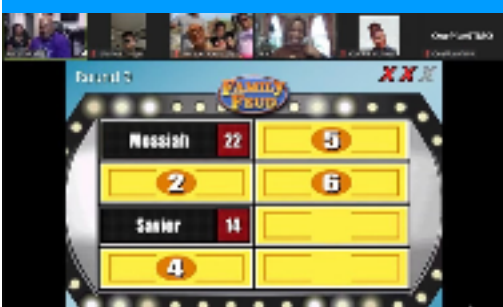 Round 3
X X X
FAMILY
FEUD
Messiah 22
5
2
6
Savior 14
4